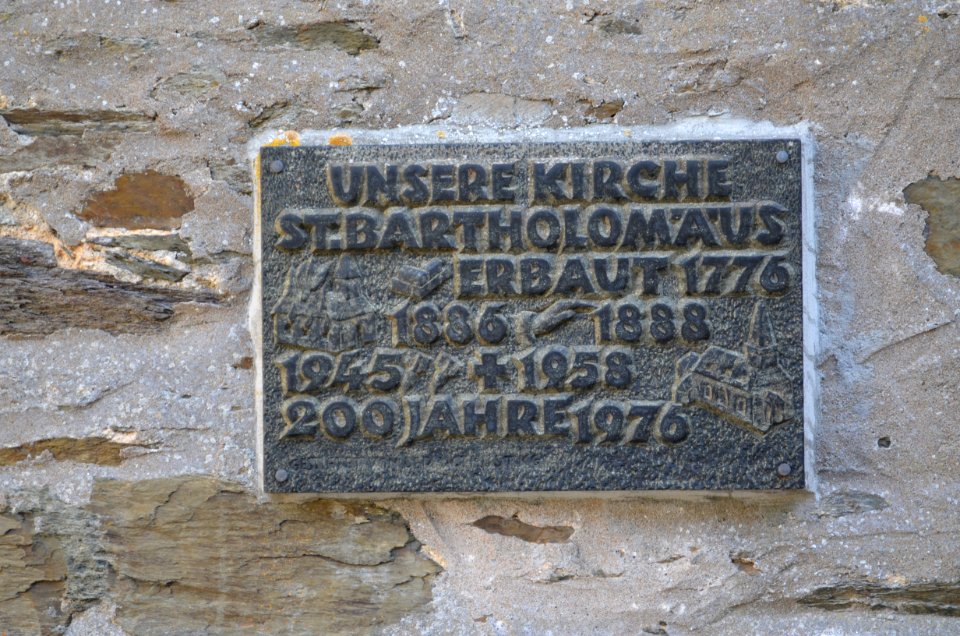 UNSERE KIRCHE
ST. BARTHOLOMÄUS
ERBAUT 1776
1886 1888
1945 ✝ 1958
200 JAHRE 1976